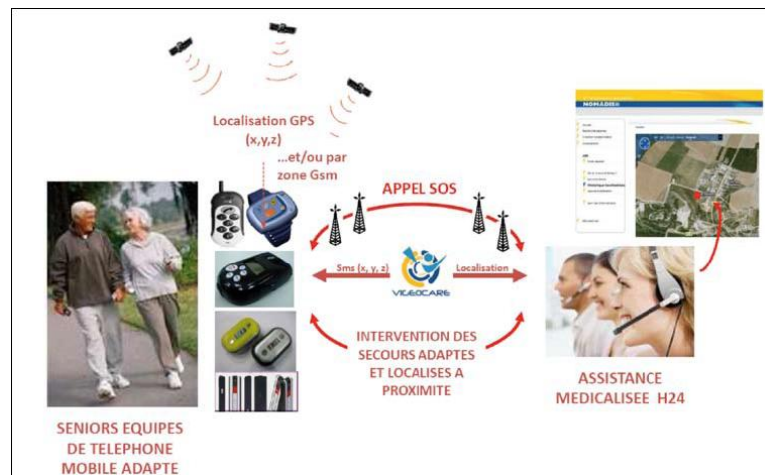 Localisation GPS
(x,y,z)
...et/ou par
zone Gsm
APPEL SOS
Sms (x, y, z)
Localisation
VIGEOCARE
INTERVENTION DES
SECOURS ADAPTES
ET LOCALISES A
PROXIMITE
SENIORS EQUIPES
DE TELEPHONE
MOBILE ADAPTE
ASSISTANCE
MEDICALISEE H24